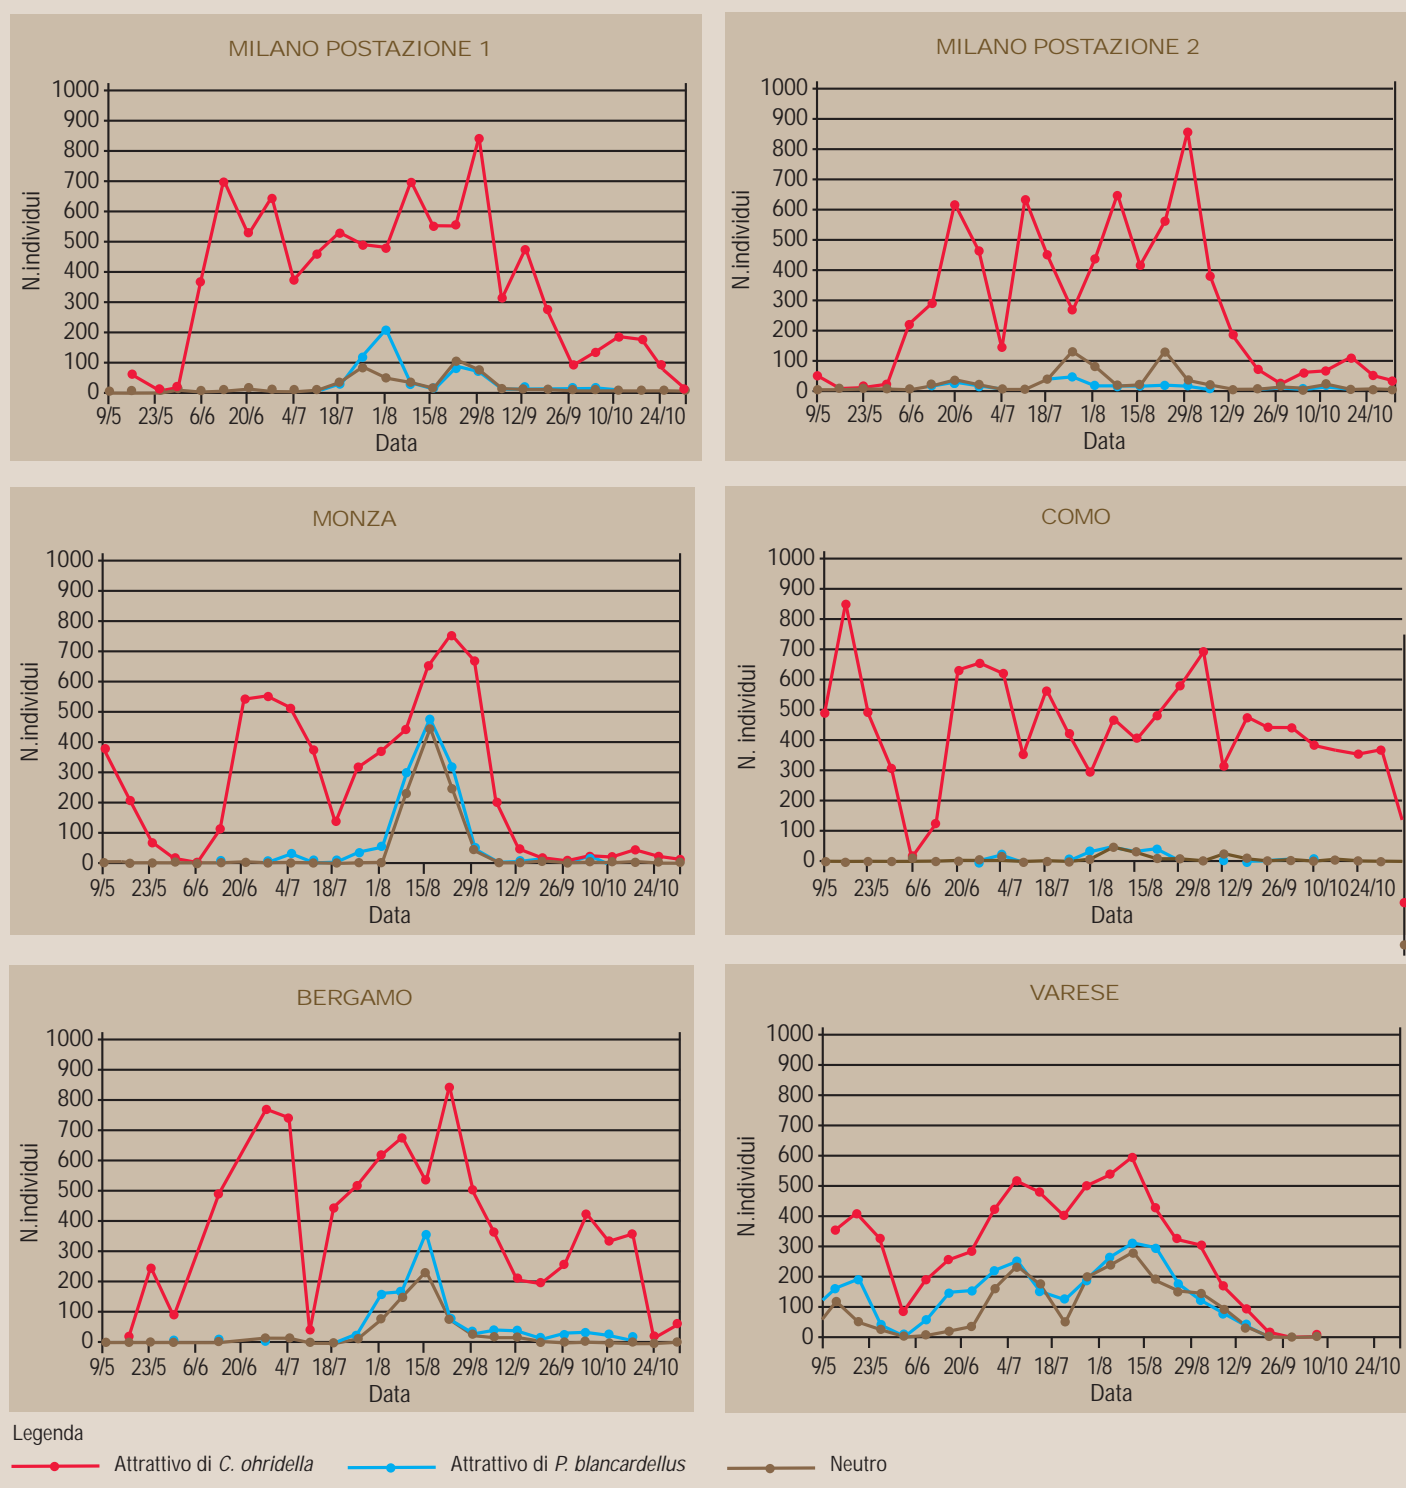 MILANO POSTAZIONE 1
1000
900
800
700
600
500
400
300
200
100
0
N.individui
9/5 23/5 6/6 20/6 4/7 18/7 1/8 15/8 29/8 12/9 26/9 10/10 24/10
Data
MILANO POSTAZIONE 2
1000
900
800
700
600
500
400
300
200
100
0
N.individui
9/5 23/5 6/6 20/6 4/7 18/7 1/8 15/8 29/8 12/9 26/9 10/10 24/10
Data
MONZA
1000
900
800
700
600
500
400
300
200
100
0
N.individui
9/5 23/5 6/6 20/6 4/7 18/7 1/8 15/8 29/8 12/9 26/9 10/10 24/10
Data
COMO
1000
900
800
700
600
500
400
300
200
100
0
N. individui
9/5 23/5 6/6 20/6 4/7 18/7 1/8 15/8 29/8 12/9 26/9 10/10 24/10
Data
BERGAMO
1000
900
800
700
600
500
400
300
200
100
0
N.individui
9/5 23/5 6/6 20/6 4/7 18/7 1/8 15/8 29/8 12/9 26/9 10/10 24/10
Data
VARESE
1000
900
800
700
600
500
400
300
200
100
0
N.individui
9/5 23/5 6/6 20/6 4/7 18/7 1/8 15/8 29/8 12/9 26/9 10/10 24/10
Data
Legenda
Attrattivo di C. ohridella Attrattivo di P. blancardellus Neutro